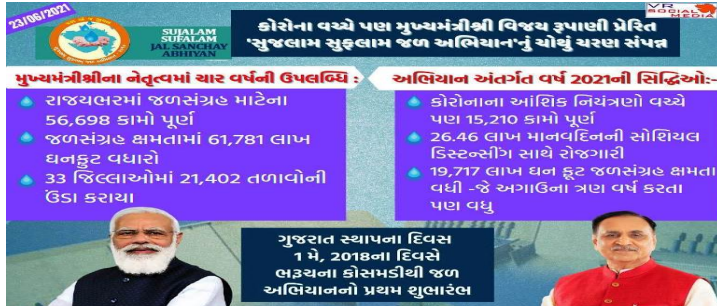 23/06/2021
SUJALAM
SUFALAM
JAL SANCHAY
ABHIYAN
VR SOCIAL MEDIA
કોરોના વચ્ચે પણ મુખ્યમંત્રીશ્રી વિજય રૂપાણી પ્રેરિત
'સુજલામ સુફલામ જળ અભિયાન'નું ચોથું ચરણ સંપન્ન
મુખ્યમંત્રીશ્રીના નેતૃત્વમાં ચાર વર્ષની ઉપલબ્ધિ :
રાજ્યભરમાં જળસંગ્રહ માટેના
56,698 કામો પૂર્ણ
જળસંગ્રહ ક્ષમતામાં 61,781 લાખ
ઘનફુટ વધારો
33 જિલ્લાઓમાં 21,402 તળાવોની
ઉંડા કરાયા
અભિયાન અંતર્ગત વર્ષ 2021ની સિદ્ધિઓ:-
કોરોનાના આંશિક નિયંત્રણો વચ્ચે
પણ 15,210 કામો પૂર્ણ
26.46 લાખ માનવદિનની સોશિયલ
ડિસ્ટન્સીંગ સાથે રોજગારી
19,717 લાખ ઘન ફૂટ જળસંગ્રહ ક્ષમતા
વધી -જે અગાઉના ત્રણ વર્ષ કરતા
પણ વધુ
ગુજરાત સ્થાપના દિવસ
1 મે, 2018ના દિવસે
ભરૂચના કોસમડીથી જળ
અભિયાનનો પ્રથમ શુભારંભ